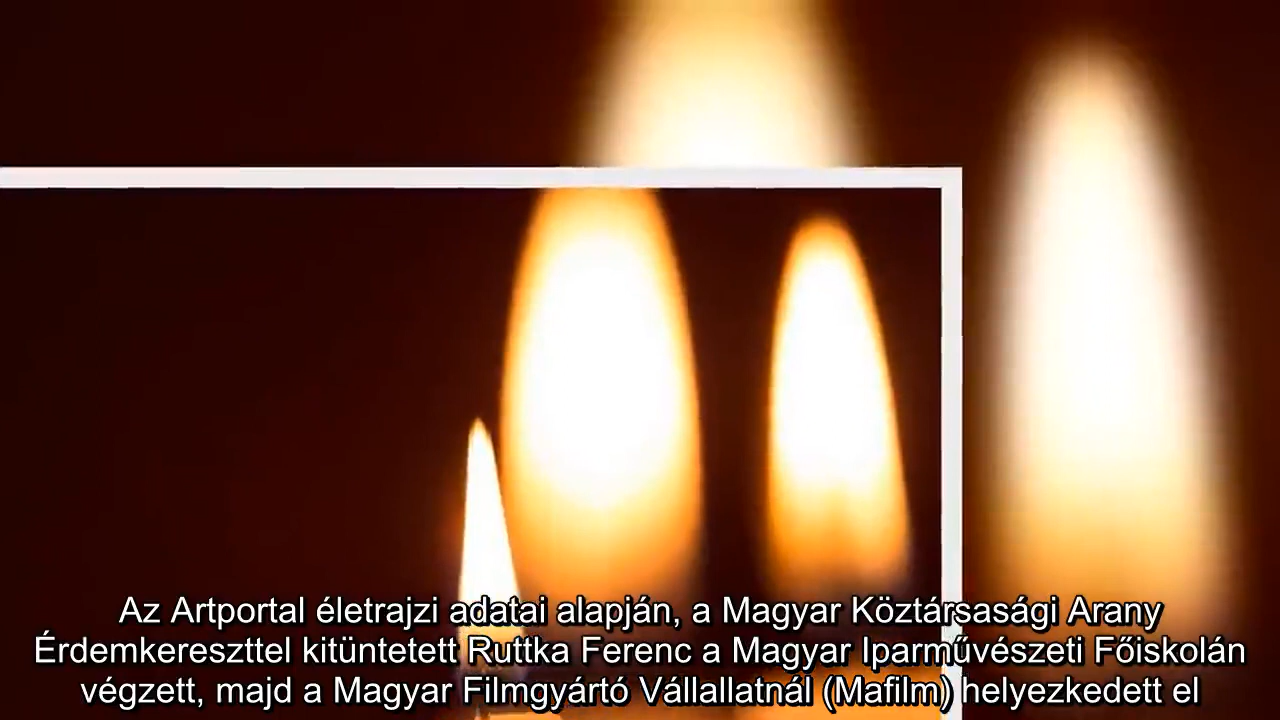 Az Artportal életrajzi adatai alapján, a Magyar Köztársasági Arany
Érdemkereszttel kitüntetett Ruttka Ferenc a Magyar Iparművészeti Főiskolán
végzett, majd a Magyar Filmgyártó Vállallatnál (Mafilm) helyezkedett el